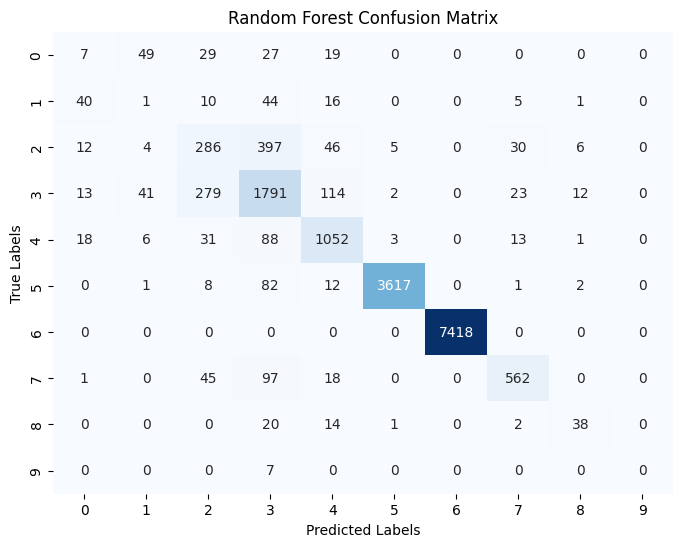 Random Forest Confusion Matrix
0 7 49 29 27 19 0 0 0 0 0
1 40 1 10 44 16 0 0 5 1 0
2 12 4 286 397 46 5 0 30 6 0
3 13 41 279 1791 114 2 0 23 12 0
4 18 6 31 88 1052 3 0 13 1 0
5 0 1 8 82 12 3617 0 1 2 0
6 0 0 0 0 0 0 7418 0 0 0
7 1 0 45 97 18 0 0 562 0 0
8 0 0 0 20 14 1 0 2 38 0
9 0 0 0 7 0 0 0 0 0 0
0 1 2 3 4 5 6 7 8 9
True Labels
Predicted Labels